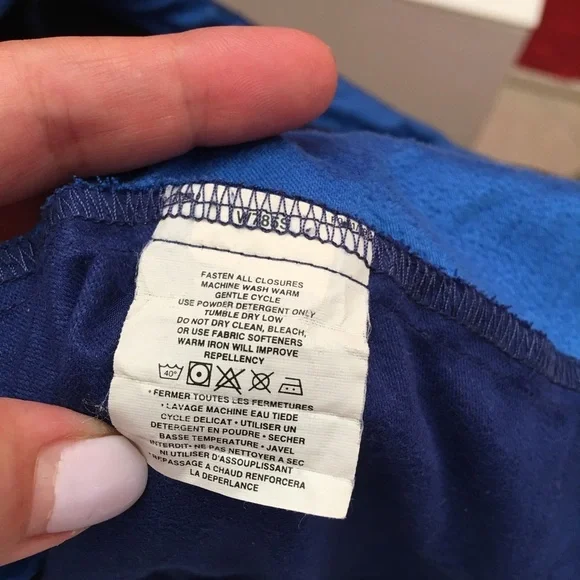 W7859
FASTEN ALL CLOSURES
MACHINE WASH WARM
GENTLE CYCLE
USE POWDER DETERGENT ONLY
TUMBLE DRY LOW
DO NOT DRY CLEAN, BLEACH,
OR USE FABRIC SOFTENERS
WARM IRON WILL IMPROVE
REPELLENCY
40°
• FERMER TOUTES LES FERMETURES
• LAVAGE MACHINE EAU TIEDE
CYCLE DELICAT • UTILISER UN
DETERGENT EN POUDRE • SECHER
BASSE TEMPERATURE • JAVEL
INTERDIT • NE PAS NETTOYER A SEC
NI UTILISER D'ASSOUPLISSANT
• REPASSAGE A CHAUD RENFORCERA
LA DEPERLANCE